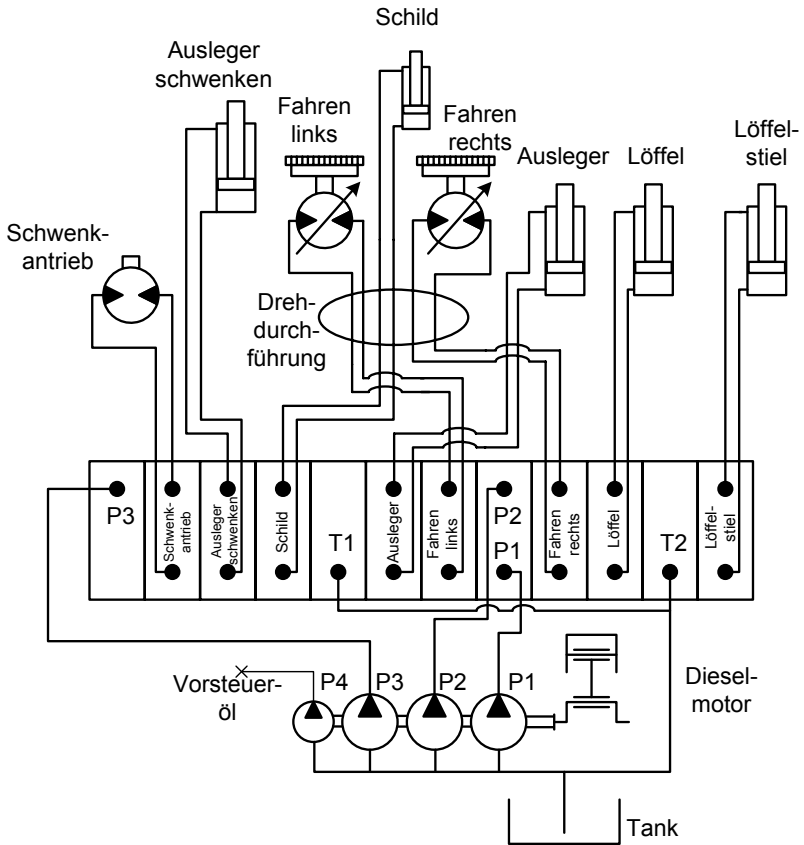 Schild
Ausleger
schwenken
Fahren
links
Fahren
rechts
Ausleger
Löffel
Löffel-
stiel
Schwenk-
antrieb
Dreh-
durch-
führung
P3
Schwenk-
antrieb
Ausleger
schwenken
Schild
T1
Ausleger
Fahren
links
P2
P1
Fahren
rechts
Löffel
T2
Löffel-
stiel
Vorsteuer-
öl
P4
P3
P2
P1
Diesel-
motor
Tank